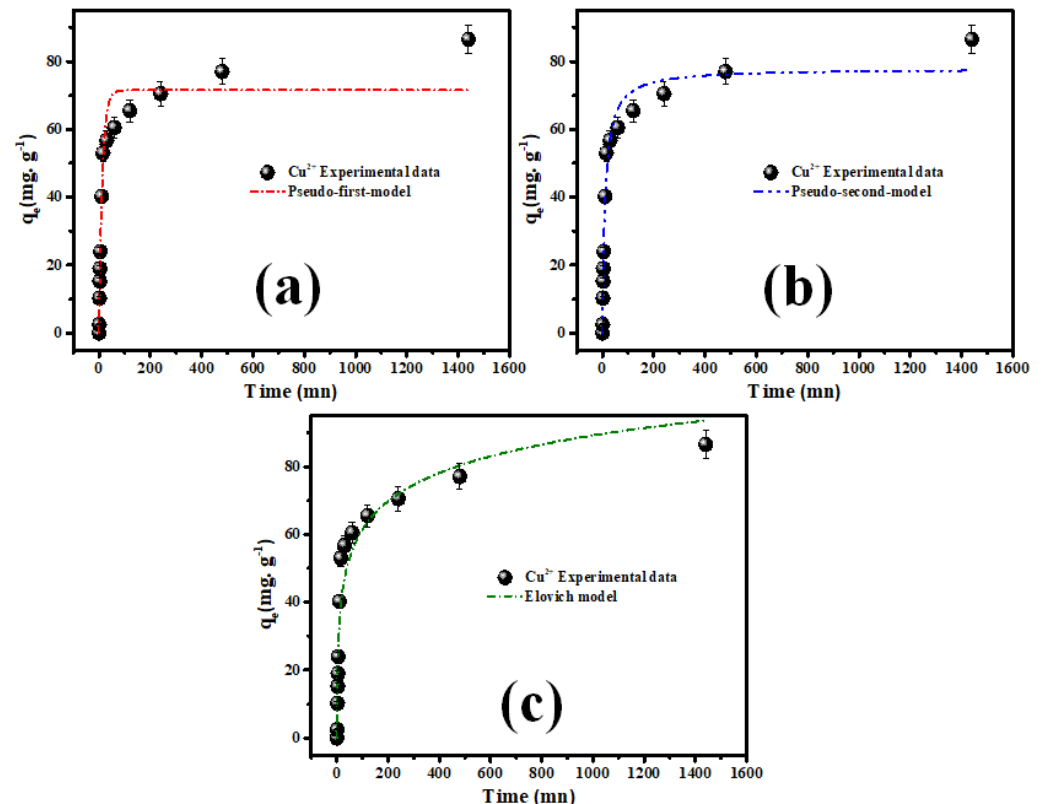 80
60
40
20
0
qe(mg. g-1)
Cu2+ Experimental data
Pseudo-first-model
(a)
0 200 400 600 800 1000 1200 1400 1600
Time (mn)
80
60
40
20
0
qe(mg. g-1)
Cu2+ Experimental data
Pseudo-second-model
(b)
0 200 400 600 800 1000 1200 1400 1600
Time (mn)
80
60
40
20
0
qe(mg. g-1)
Cu2+ Experimental data
Elovich model
(c)
0 200 400 600 800 1000 1200 1400 1600
Time (mn)